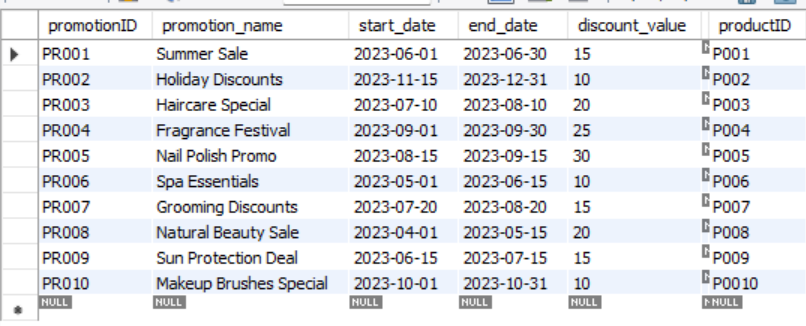 promotionID promotion_name start_date end_date discount_value productID
PR001 Summer Sale 2023-06-01 2023-06-30 15 P001
PR002 Holiday Discounts 2023-11-15 2023-12-31 10 P002
PR003 Haircare Special 2023-07-10 2023-08-10 20 P003
PR004 Fragrance Festival 2023-09-01 2023-09-30 25 P004
PR005 Nail Polish Promo 2023-08-15 2023-09-15 30 P005
PR006 Spa Essentials 2023-05-01 2023-06-15 10 P006
PR007 Grooming Discounts 2023-07-20 2023-08-20 15 P007
PR008 Natural Beauty Sale 2023-04-01 2023-05-15 20 P008
PR009 Sun Protection Deal 2023-06-15 2023-07-15 15 P009
PR010 Makeup Brushes Special 2023-10-01 2023-10-31 10 P0010
NULL NULL NULL NULL NULL NULL